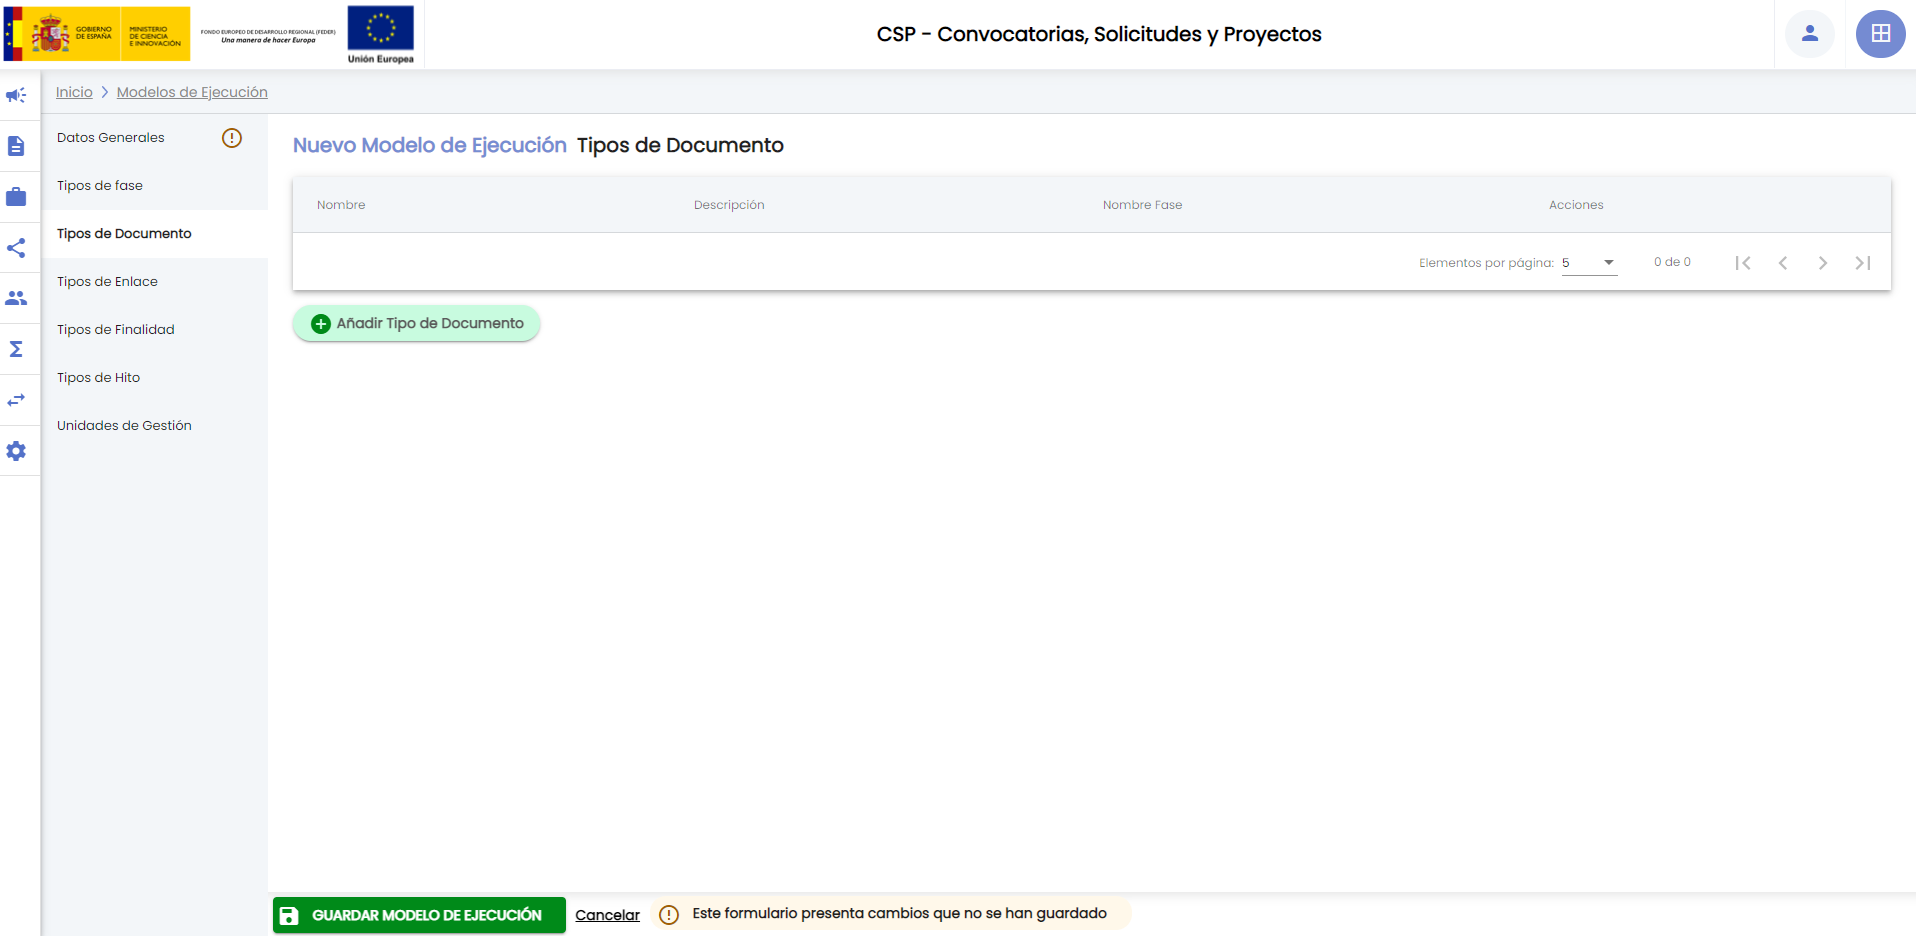 GOBIERNO
DE ESPAÑA
MINISTERIO
DE CIENCIA
E INNOVACIÓN
FONDO EUROPEO DE DESARROLLO REGIONAL (FEDER)
Una manera de hacer Europa
Unión Europea
CSP - Convocatorias, Solicitudes y Proyectos
Inicio
Modelos de Ejecución
Datos Generales
Tipos de fase
Tipos de Documento
Tipos de Enlace
Tipos de Finalidad
Tipos de Hito
Unidades de Gestión
Nuevo Modelo de Ejecución Tipos de Documento
Nombre Descripción Nombre Fase Acciones
Elementos por página: 5 0 de 0
Añadir Tipo de Documento
GUARDAR MODELO DE EJECUCIÓN Cancelar Este formulario presenta cambios que no se han guardado